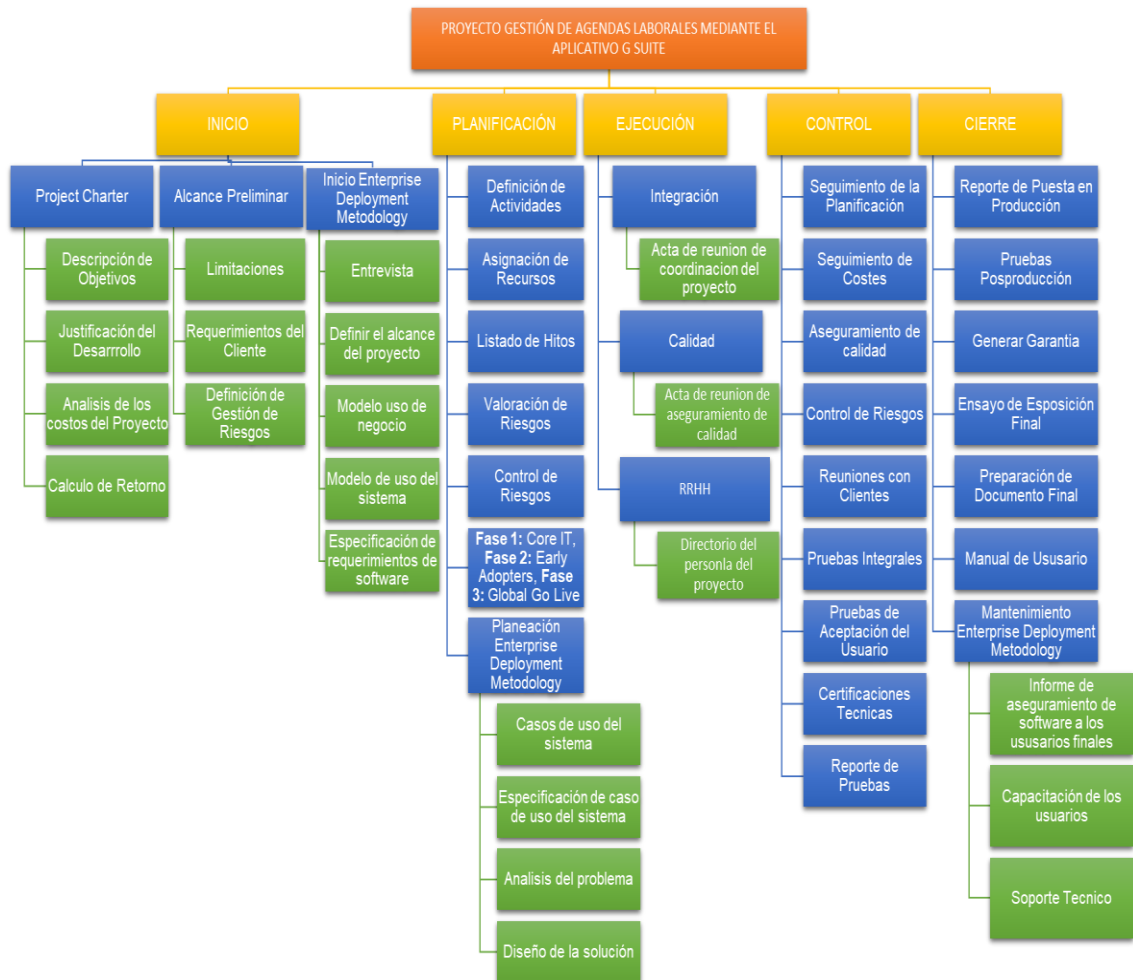 PROYECTO GESTIÓN DE AGENDAS LABORALES MEDIANTE EL
APLICATIVO G SUITE
INICIO
Project Charter
Descripción de
Objetivos
Justificación del
Desarrrollo
Analisis de los
costos del Proyecto
Calculo de Retorno
Alcance Preliminar
Limitaciones
Requerimientos del
Cliente
Definición de
Gestión de
Riesgos
Inicio Enterprise
Deployment
Metodology
Entrevista
Definir el alcance
del proyecto
Modelo uso de
negocio
Modelo de uso del
sistema
Especificación de
requerimientos de
software
PLANIFICACIÓN
Definición de
Actividades
Asignación de
Recursos
Listado de Hitos
Valoración de
Riesgos
Control de
Riesgos
Fase 1: Core IT,
Fase 2: Early
Adopters, Fase
3: Global Go Live
Planeación
Enterprise
Deployment
Metodology
Casos de uso del
sistema
Especificación de caso
de uso del sistema
Analisis del problema
Diseño de la solución
EJECUCIÓN
Integración
Acta de reunion de
coordinacion del
proyecto
Calidad
Acta de reunion de
aseguramiento de
calidad
RRHH
Directorio del
personla del
proyecto
CONTROL
Seguimiento de la
Planificación
Seguimiento de
Costes
Aseguramiento de
calidad
Control de Riesgos
Reuniones con
Clientes
Pruebas Integrales
Pruebas de
Aceptación del
Usuario
Certificaciones
Tecnicas
Reporte de
Pruebas
CIERRE
Reporte de Puesta en
Producción
Pruebas
Posproducción
Generar Garantia
Ensayo de Esposición
Final
Preparación de
Documento Final
Manual de Ususario
Mantenimiento
Enterprise Deployment
Metodology
Informe de
aseguramiento de
software a los
ususarios finales
Capacitación de los
usuarios
Soporte Tecnico